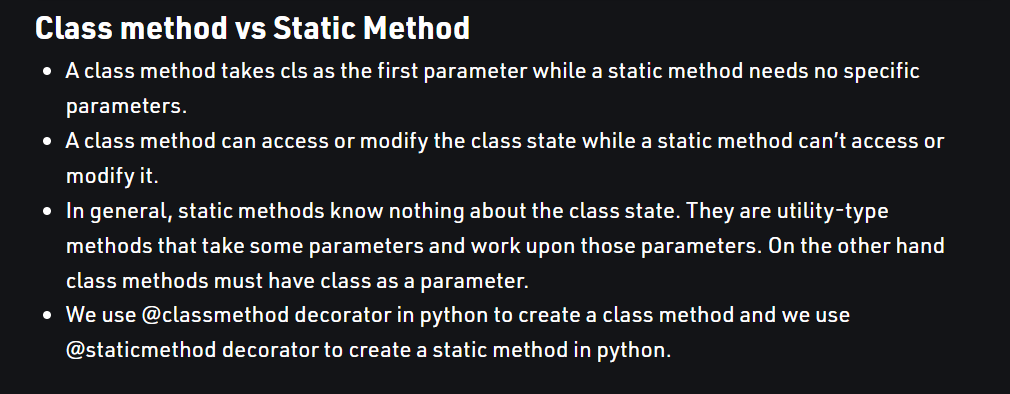 Class method vs Static Method
• A class method takes cls as the first parameter while a static method needs no specific
parameters.
• A class method can access or modify the class state while a static method can’t access or
modify it.
• In general, static methods know nothing about the class state. They are utility-type
methods that take some parameters and work upon those parameters. On the other hand
class methods must have class as a parameter.
• We use @classmethod decorator in python to create a class method and we use
@staticmethod decorator to create a static method in python.